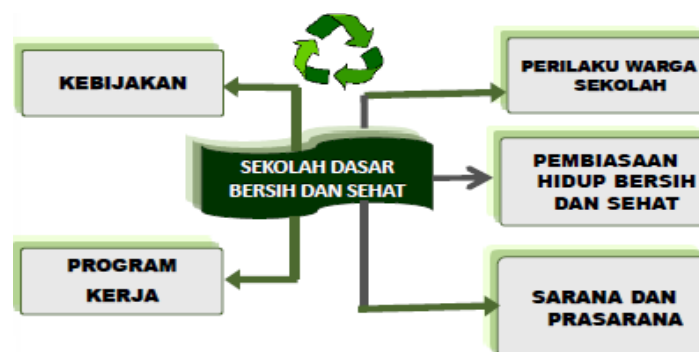 KEBIJAKAN
PERILAKU WARGA
SEKOLAH
SEKOLAH DASAR
BERSIH DAN SEHAT
PEMBIASAAN
HIDUP BERSIH
DAN SEHAT
PROGRAM
KERJA
SARANA DAN
PRASARANA